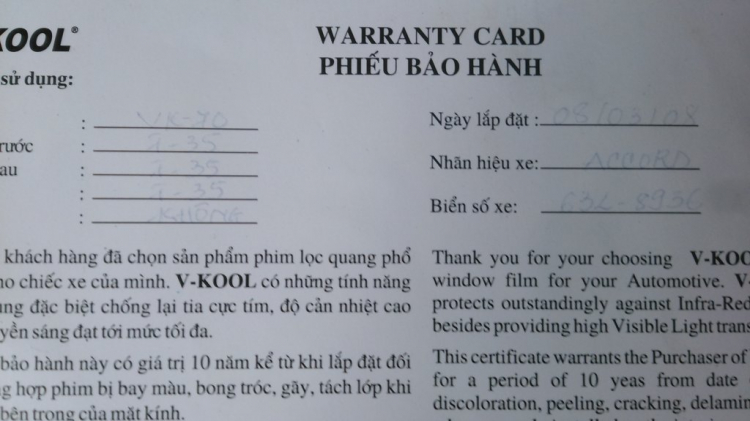 KOOL®
WARRANTY CARD
PHIẾU BẢO HÀNH
sử dụng:
: VK-70
Ngày lắp đặt : 08/03/08
rước : X-35
au : X-35
Nhãn hiệu xe: ACCORD
: X-35
Biển số xe:
: KHÔNG
khách hàng đã chọn sản phẩm phim lọc quang phổ
ho chiếc xe của mình. V-KOOL có những tính năng
ng đặc biệt chống lại tia cực tím, độ cản nhiệt cao
yền sáng đạt tới mức tối đa.
bảo hành này có giá trị 10 năm kể từ khi lắp đặt đối
g hợp phim bị bay màu, bong tróc, gãy, tách lớp khi
bên trong của mặt kính.
Thank you for your choosing V-KOO
window film for your Automotive. V-
protects outstandingly against Infra-Red
besides providing high Visible Light trans
This certificate warrants the Purchaser of
for a period of 10 yeas from date
discoloration, peeling, cracking, delamin